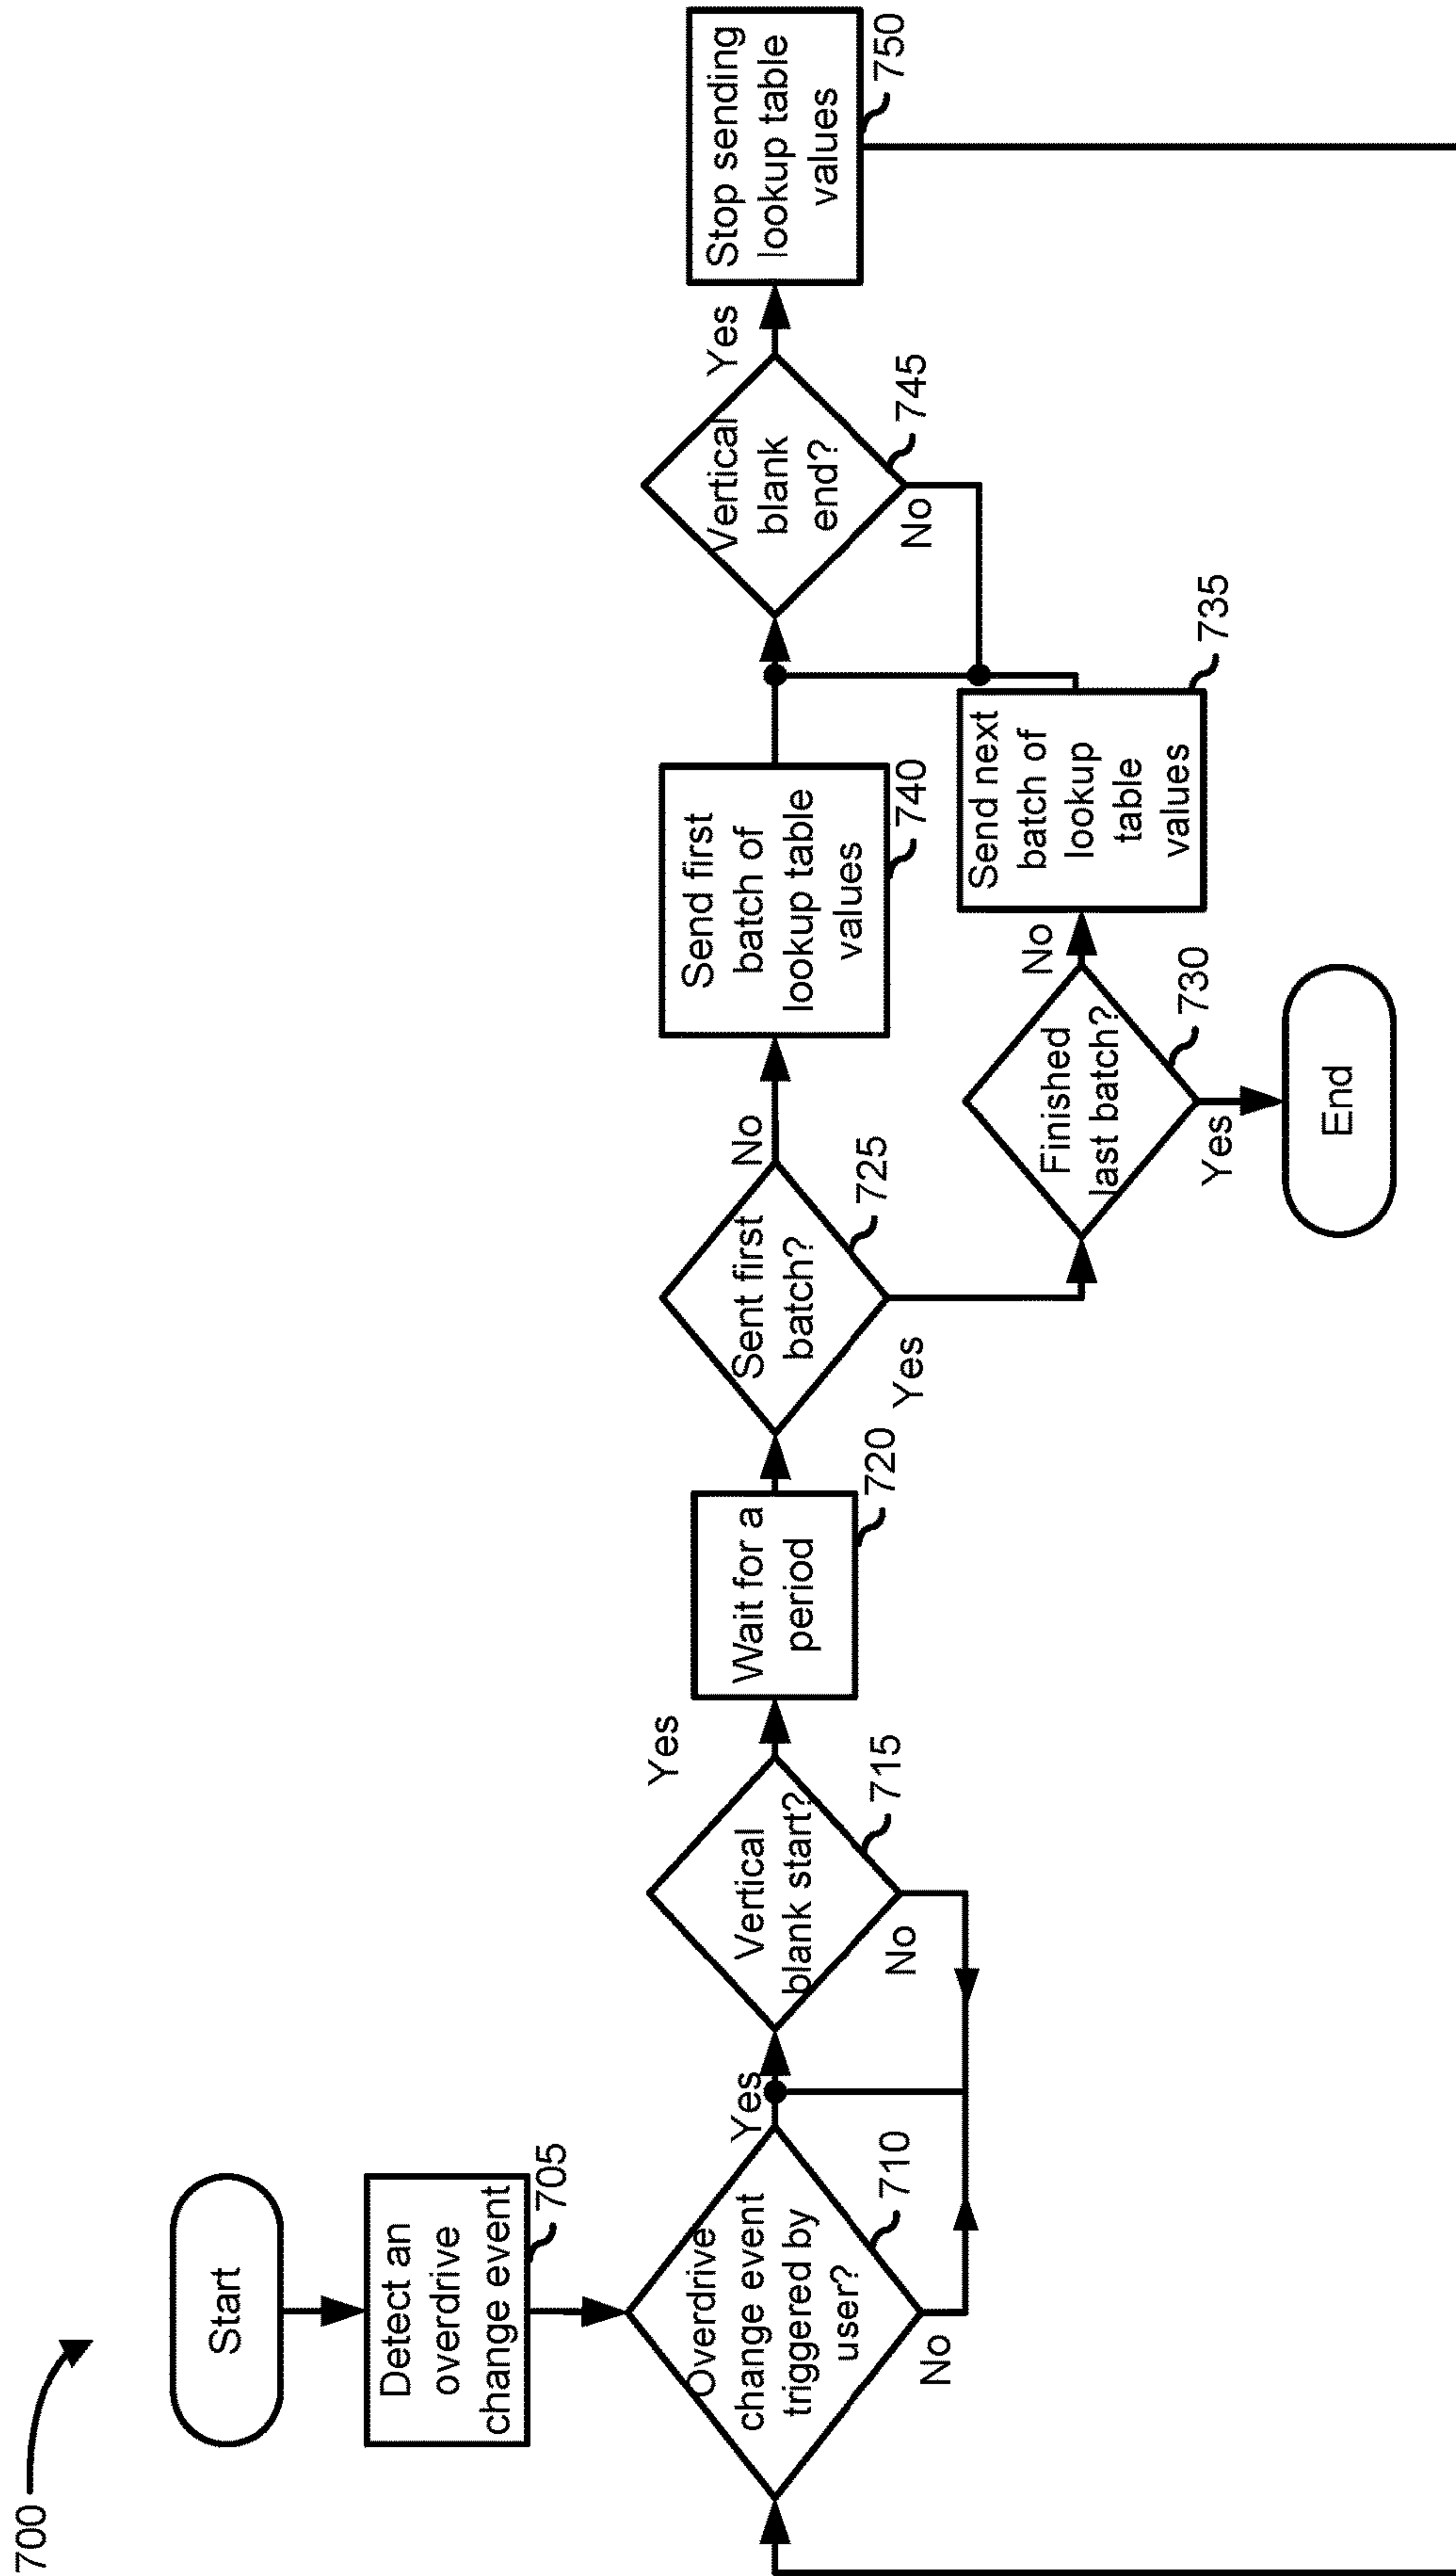 700
Start
Detect an
overdrive
change event
705
Overdrive
change event
triggered by
user?
710
Yes
No
Vertical
blank start?
715
Yes
No
Wait for a
period
720
Sent first
batch?
725
No
Yes
Send first
batch of
lookup table
values
740
Finished
last batch?
730
No
Yes
End
Send next
batch of
lookup
table
values
735
Vertical
blank
end?
745
Yes
No
Stop sending
lookup table
values
750